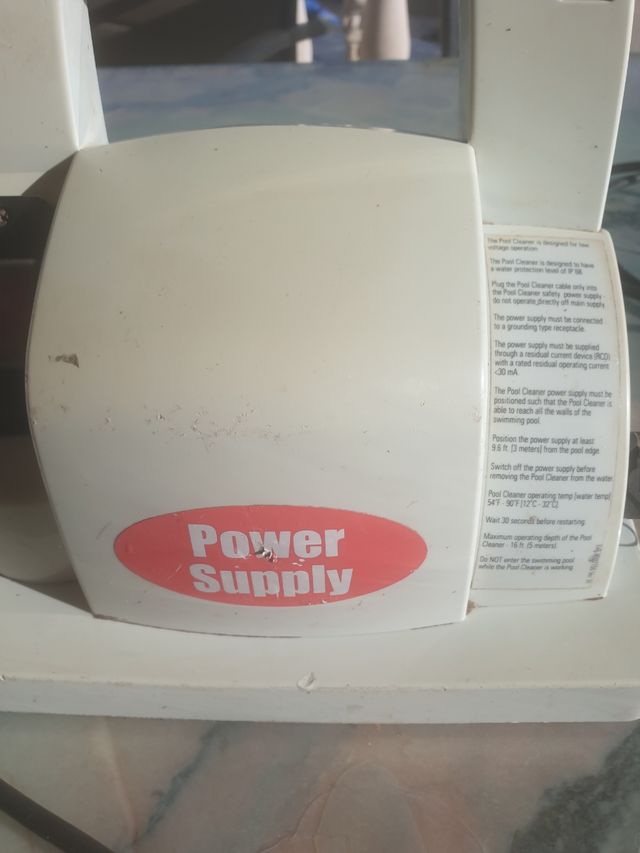 Power
Supply
The Pool Cleaner is designed for low
voltage operation
The Pool Cleaner is designed to have
a water protection level of IP 68.
Plug the Pool Cleaner cable only into
the Pool Cleaner safety power supply -
do not operate directly off main supply.
The power supply must be connected
to a grounding type receptacle.
The power supply must be supplied
through a residual current device (RCD)
with a rated residual operating current
<30 mA
The Pool Cleaner power supply must be
positioned such that the Pool Cleaner is
able to reach all the walls of the
swimming pool.
Position the power supply at least
9.6 ft. [3 meters] from the pool edge
Switch off the power supply before
removing the Pool Cleaner from the water
Pool Cleaner operating temp [water temp]
54°F - 90°F [12°C - 32°C].
Wait 30 seconds before restarting.
Maximum operating depth of the Pool
Cleaner - 16 ft. (5 meters).
Do NOT enter the swimming pool
while the Pool Cleaner is working.